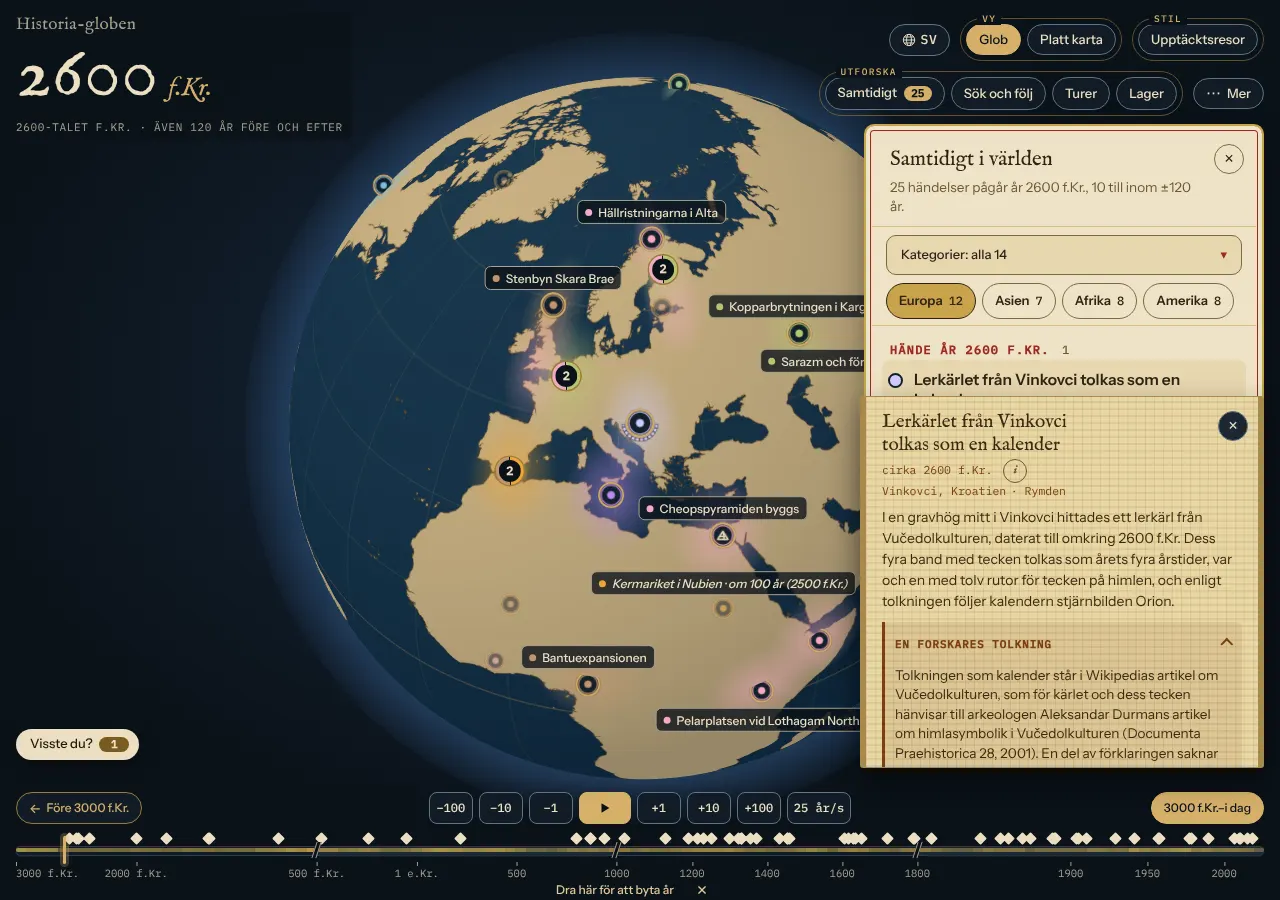 Historia-globen
2600 f.Kr.
2600-TALET F.KR. · ÄVEN 120 ÅR FÖRE OCH EFTER
SV
VY
Glob
Platt karta
STIL
Upptäcktsresor
UTFORSKA
Samtidigt 25
Sök och följ
Turer
Lager
··· Mer
Samtidigt i världen
25 händelser pågår år 2600 f.Kr., 10 till inom ±120
år.
Kategorier: alla 14
Europa 12
Asien 7
Afrika 8
Amerika 8
HÄNDE ÅR 2600 F.KR. 1
Lerkärlet från Vinkovci tolkas som en
Lerkärlet från Vinkovci
tolkas som en kalender
cirka 2600 f.Kr. i
Vinkovci, Kroatien · Rymden
I en gravhög mitt i Vinkovci hittades ett lerkärl från
Vučedolkulturen, daterat till omkring 2600 f.Kr. Dess
fyra band med tecken tolkas som årets fyra årstider, var
och en med tolv rutor för tecken på himlen, och enligt
tolkningen följer kalendern stjärnbilden Orion.
EN FORSKARES TOLKNING
Tolkningen som kalender står i Wikipedias artikel om
Vučedolkulturen, som för kärlet och dess tecken
hänvisar till arkeologen Aleksandar Durmans artikel
om himlasymbolik i Vučedolkulturen (Documenta
Praehistorica 28, 2001). En del av förklaringen saknar
Hällristningarna i Alta
2
Stenbyn Skara Brae
Kopparbrytningen i Karg
Sarazm och för
2
2
Cheopspyramiden byggs
Kermariket i Nubien · om 100 år (2500 f.Kr.)
Bantuexpansionen
Pelarplatsen vid Lothagam North
Visste du? 1
← Före 3000 f.Kr.
−100
−10
−1
+1
+10
+100
25 år/s
3000 f.Kr.–i dag
3000 f.Kr.
2000 f.Kr.
500 f.Kr.
1 e.Kr.
500
1000
1200
1400
1600
1800
1900
1950
2000
Dra här för att byta år